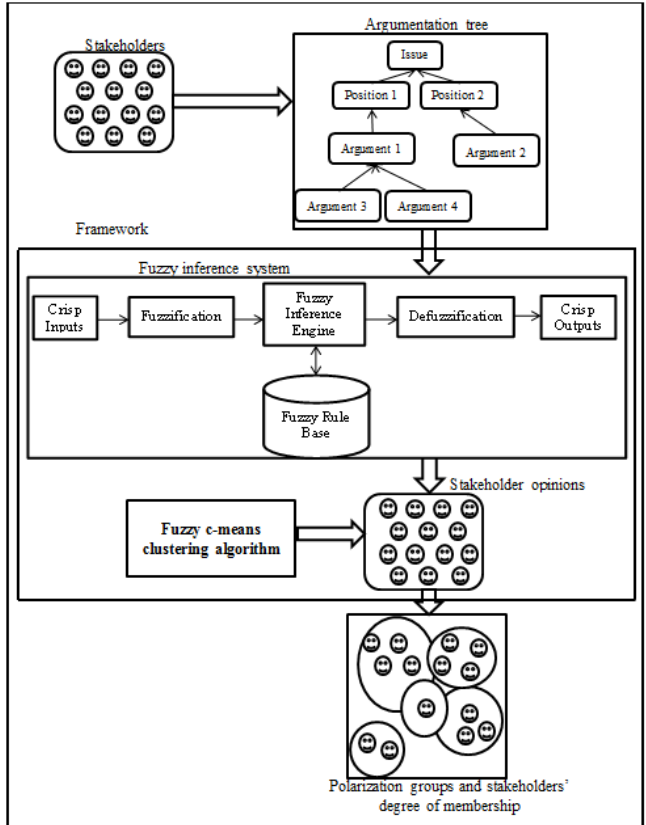 Stakeholders
Argumentation tree
Issue
Position 1
Position 2
Argument 1
Argument 2
Argument 3
Argument 4
Framework
Fuzzy inference system
Crisp
Inputs
Fuzzification
Fuzzy
Inference
Engine
Defuzzification
Crisp
Outputs
Fuzzy Rule
Base
Stakeholder opinions
Fuzzy c-means
clustering algorithm
Polarization groups and stakeholders’
degree of membership